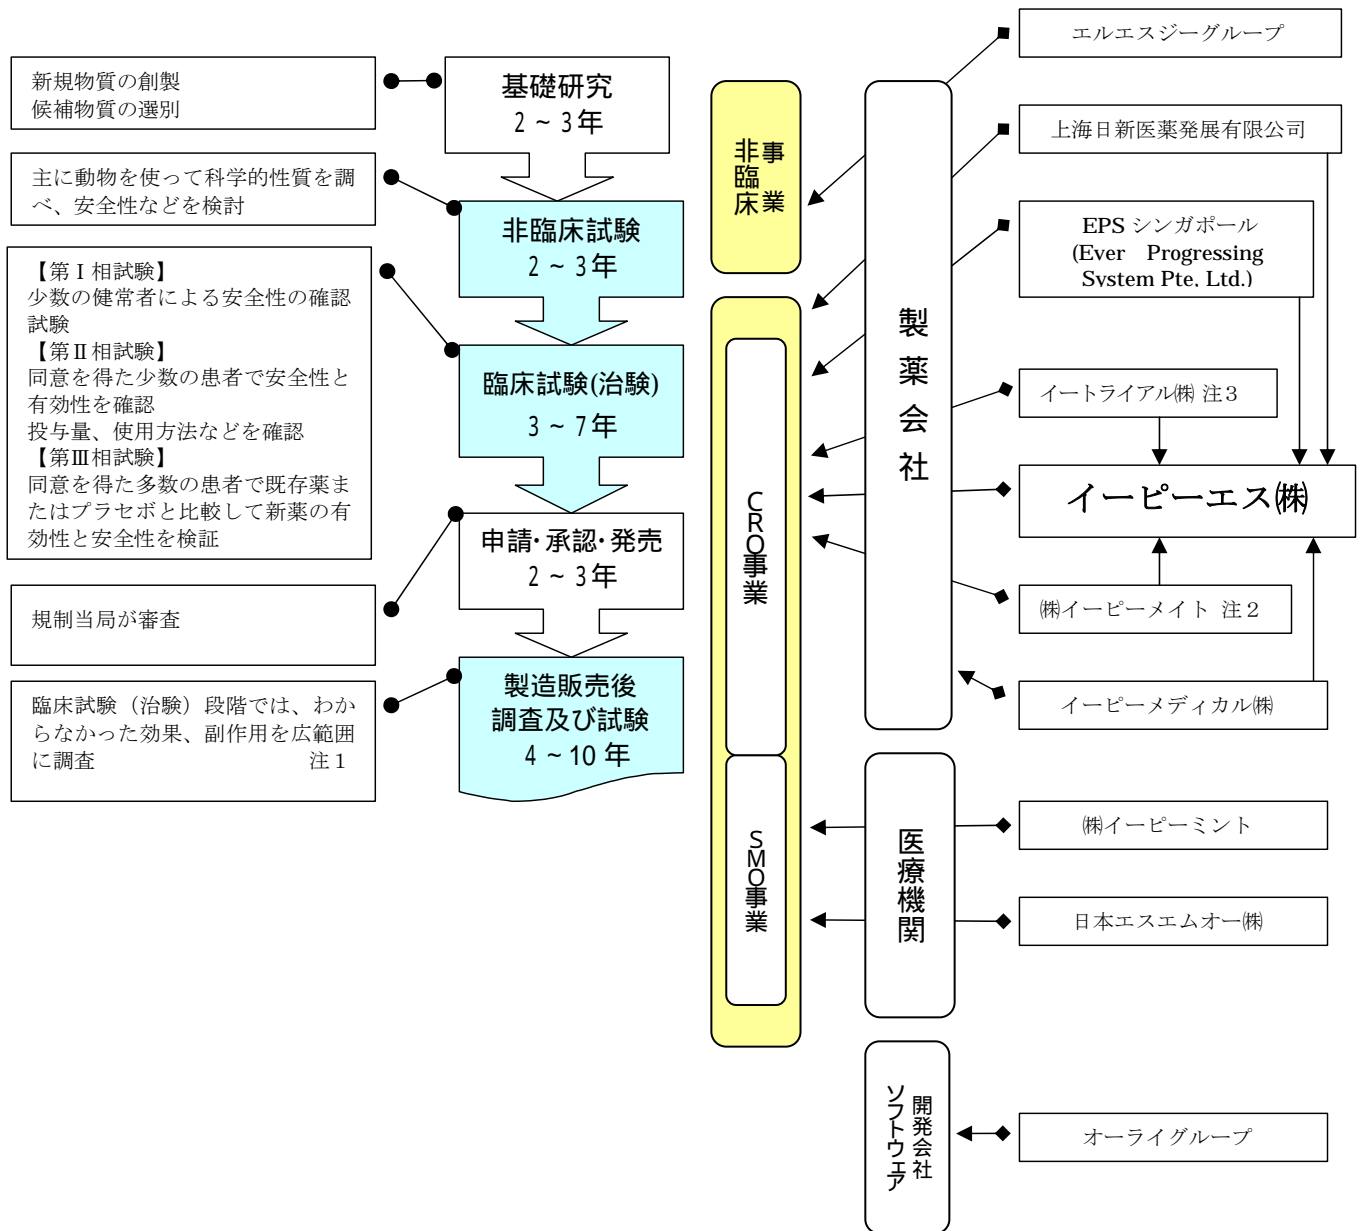 新規物質の創製
候補物質の選別
主に動物を使って科学的性質を調
べ、安全性などを検討
【第Ⅰ相試験】
少数の健常者による安全性の確認
試験
【第Ⅱ相試験】
同意を得た少数の患者で安全性と
有効性を確認
投与量、使用方法などを確認
【第Ⅲ相試験】
同意を得た多数の患者で既存薬ま
たはプラセボと比較して新薬の有
効性と安全性を検証
規制当局が審査
臨床試験（治験）段階では、わか
らなかった効果、副作用を広範囲
に調査 注１
基礎研究
2～3年
非臨床試験
2～3年
臨床試験(治験)
3～7年
申請・承認・発売
2～3年
製造販売後
調査及び試験
4～10年
非臨床
事業
CRO事業
SMO事業
製薬会社
医療機関
ソフトウェア
開発会社
エルエスジーグループ
上海日新医薬発展有限公司
EPS シンガポール
(Ever Progressing
System Pte. Ltd.)
イートライアル㈱ 注３
イーピーエス㈱
㈱イーピーメイト 注２
イーピーメディカル㈱
㈱イーピーミント
日本エスエムオー㈱
オーライグループ